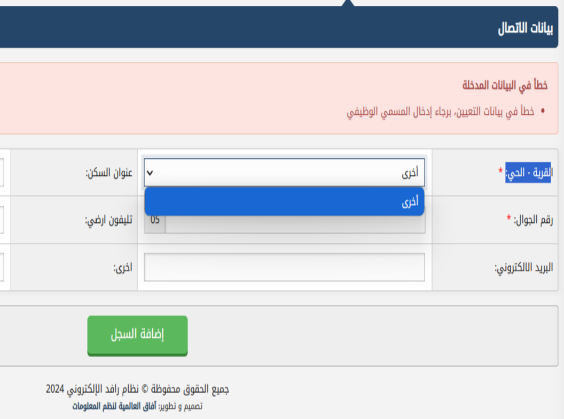 بيانات الاتصال
خطأ في البيانات المدخلة
• خطأ في بيانات التعيين، برجاء إدخال المسمي الوظيفي
القرية - الحي: * أخرى عنوان السكن:
أخرى
رقم الجوال: * 05 تليفون ارضي:
البريد الالكتروني: اخرى:
إضافة السجل
جميع الحقوق محفوظة © نظام رافد الإلكتروني 2024
تصميم و تطوير: آفاق العالمية لنظم المعلومات